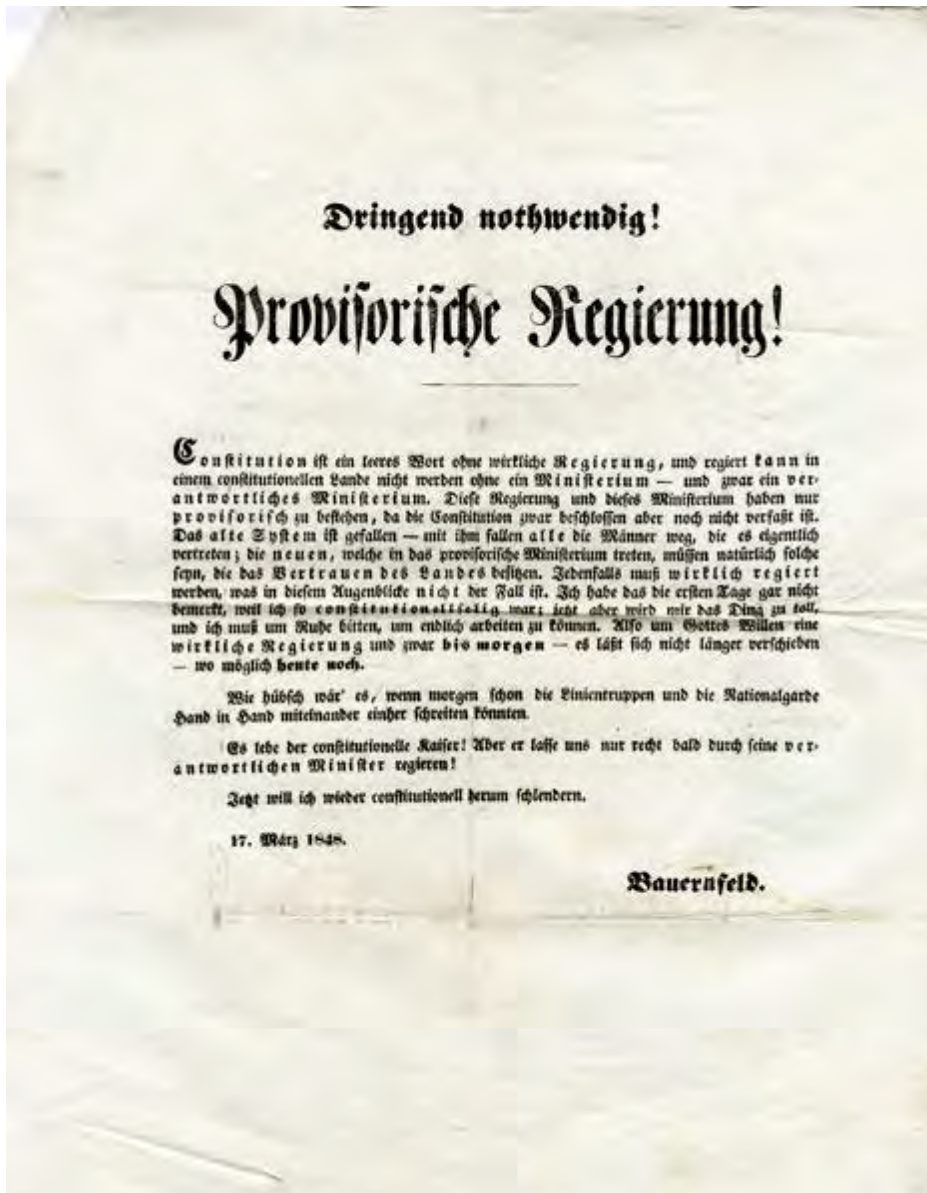 Dringend nothwendig!
Provisorische Regierung!
Constitution ist ein leeres Wort ohne wirkliche Regierung, und regiert kann in
einem constitutionellen Lande nicht werden ohne ein Ministerium — und zwar ein ver-
antwortliches Ministerium. Diese Regierung und dieses Ministerium haben nur
provisorisch zu bestehen, da die Constitution zwar beschlossen aber noch nicht verfaßt ist.
Das alte System ist gefallen — mit ihm fallen alle die Männer weg, die es eigentlich
vertreten; die neuen, welche in das provisorische Ministerium treten, müssen natürlich solche
seyn, die das Vertrauen des Landes besitzen. Jedenfalls muß wirklich regiert
werden, was in diesem Augenblicke nicht der Fall ist. Ich habe das die ersten Tage gar nicht
bemerkt, weil ich so constitutionellselig war; jetzt aber wird mir das Ding zu toll,
und ich muß um Ruhe bitten, um endlich arbeiten zu können. Also um Gottes Willen eine
wirkliche Regierung und zwar bis morgen — es läßt sich nicht länger verschieben
— wo möglich heute noch.
Wie hübsch wär' es, wenn morgen schon die Linientruppen und die Nationalgarde
Hand in Hand miteinander einher schreiten könnten.
Es lebe der constitutionelle Kaiser! Aber er lasse uns nur recht bald durch seine ver-
antwortlichen Minister regieren!
Jetzt will ich wieder constitutionell herum schlendern.
17. März 1848.
Bauernfeld.